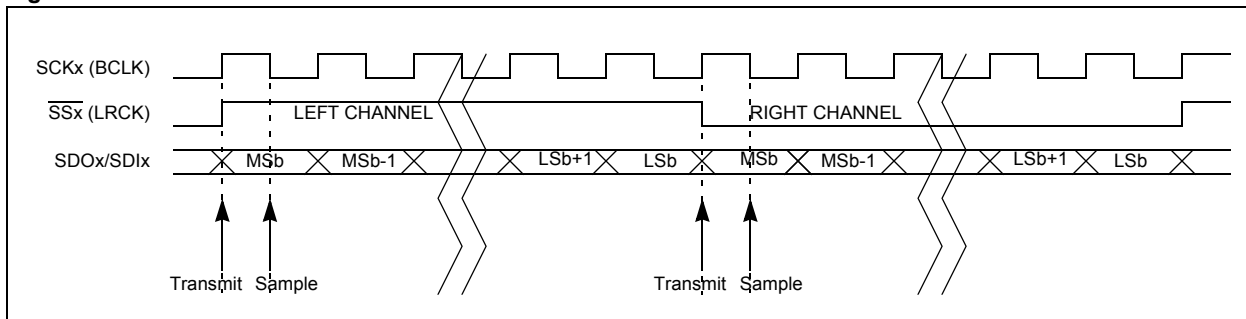 SCKx (BCLK)
SSx (LRCK) LEFT CHANNEL RIGHT CHANNEL
SDOx/SDIx MSb MSb-1 LSb+1 LSb MSb MSb-1 LSb+1 LSb
Transmit Sample Transmit Sample